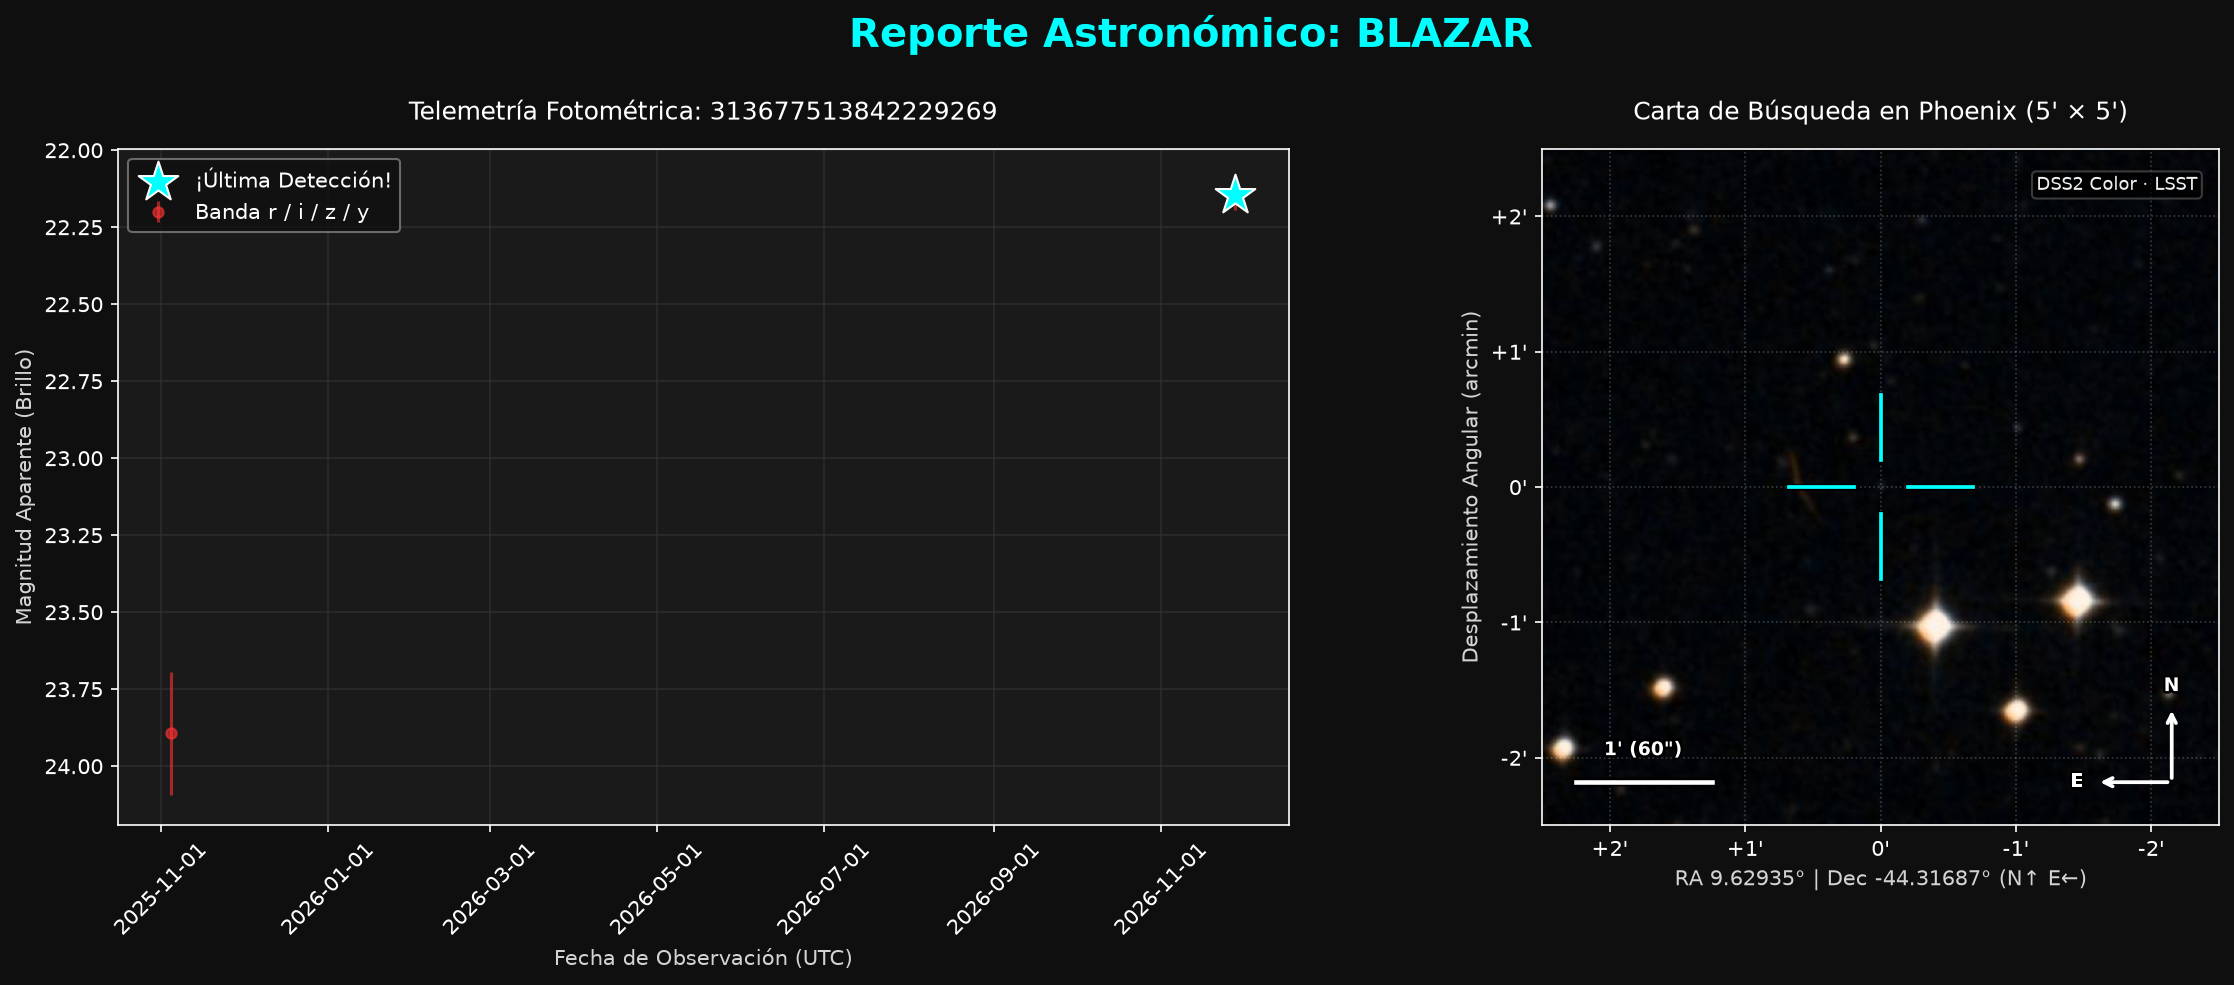 Reporte Astronómico: BLAZAR
Telemetría Fotométrica: 313677513842229269
¡Última Detección!
Banda r / i / z / y
Magnitud Aparente (Brillo)
22.00
22.25
22.50
22.75
23.00
23.25
23.50
23.75
24.00
2025-11-01
2026-01-01
2026-03-01
2026-05-01
2026-07-01
2026-09-01
2026-11-01
Fecha de Observación (UTC)
Carta de Búsqueda en Phoenix (5' × 5')
DSS2 Color · LSST
Desplazamiento Angular (arcmin)
+2'
+1'
0'
-1'
-2'
N
E
1' (60")
+2'
+1'
0'
-1'
-2'
RA 9.62935° | Dec -44.31687° (N↑ E←)